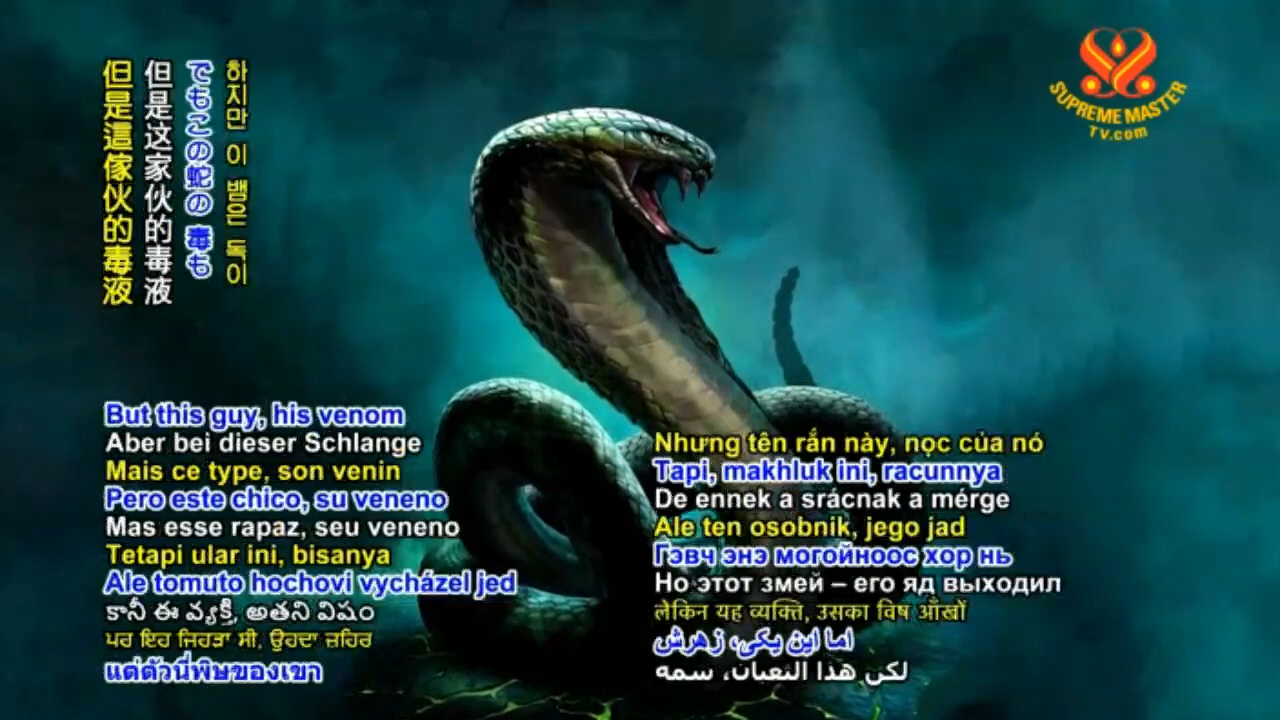 하지만 이 뱀은 독이
でもこの蛇の毒も
但是这家伙的毒液
但是這傢伙的毒液
SUPREME MASTER
TV.com
But this guy, his venom
Aber bei dieser Schlange
Mais ce type, son venin
Pero este chico, su veneno
Mas esse rapaz, seu veneno
Tetapi ular ini, bisanya
Ale tomuto hochovi vycházel jed
కానీ ఈ వ్యక్తి, అతని విషం
ਪਰ ਇਹ ਜਿਹੜਾ ਸੀ, ਉਹਦਾ ਜ਼ਹਿਰ
แต่ตัวนี่พิษของเขา
Nhưng tên rắn này, nọc của nó
Tapi, makhluk ini, racunnya
De ennek a srácnak a mérge
Ale ten osobnik, jego jad
Гэвч энэ могойноос хор нь
Но этот змей – его яд выходил
लेकिन यह व्यक्ति, उसका विष आँखों
اما این یکی، زهرش
لكن هذا الثعبان، سمه